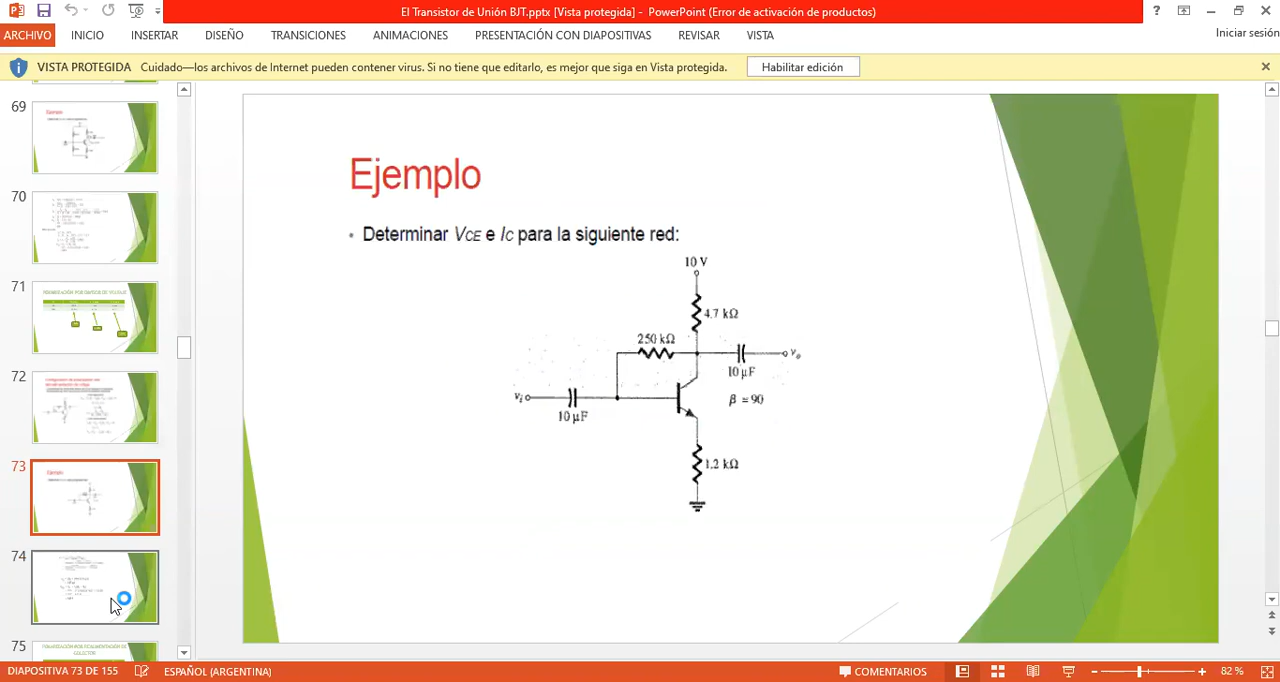 El Transistor de Unión BJT.pptx [Vista protegida] - PowerPoint (Error de activación de productos)
?
ARCHIVO INICIO INSERTAR DISEÑO TRANSICIONES ANIMACIONES PRESENTACIÓN CON DIAPOSITIVAS REVISAR VISTA
Iniciar sesión
VISTA PROTEGIDA Cuidado—los archivos de Internet pueden contener virus. Si no tiene que editarlo, es mejor que siga en Vista protegida.
Habilitar edición
69
Ejemplo
70
71
72
73
Ejemplo
74
75
Ejemplo
• Determinar VCE e IC para la siguiente red:
10 V
4.7 kΩ
250 kΩ
vo
10 μF
β = 90
vi
10 μF
1.2 kΩ
DIAPOSITIVA 73 DE 155
ESPAÑOL (ARGENTINA)
COMENTARIOS
82 %